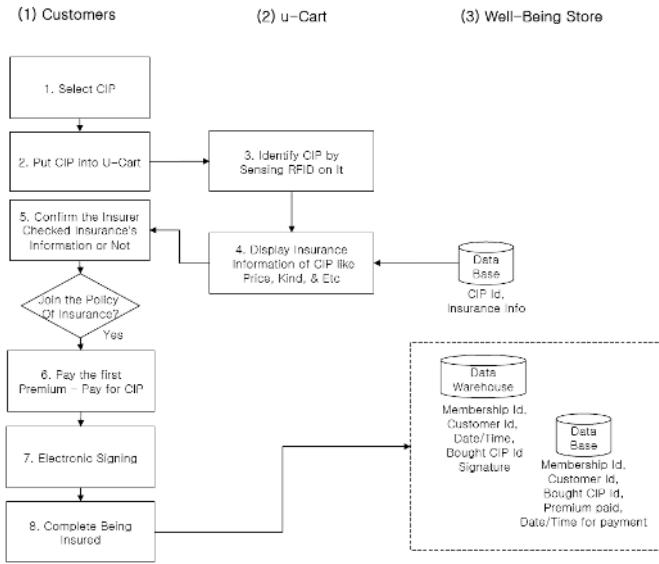 (1) Customers
(2) u-Cart
(3) Well-Being Store
1. Select CIP
2. Put CIP into U-Cart
3. Identify CIP by
Sensing RFID on It
5. Confirm the Insurer
Checked Insurance's
Information or Not
4. Display Insurance
Information of CIP like
Price, Kind, & Etc
Data
Base
CIP Id,
Insurance Info
Join the Policy
Of Insurance?
Yes
6. Pay the first
Premium - Pay for CIP
7. Electronic Signing
8. Complete Being
Insured
Data
Warehouse
Membership Id,
Customer Id,
Date/Time,
Bought CIP Id
Signature
Data
Base
Membership Id,
Customer Id,
Bought CIP Id,
Premium paid,
Date/Time for payment